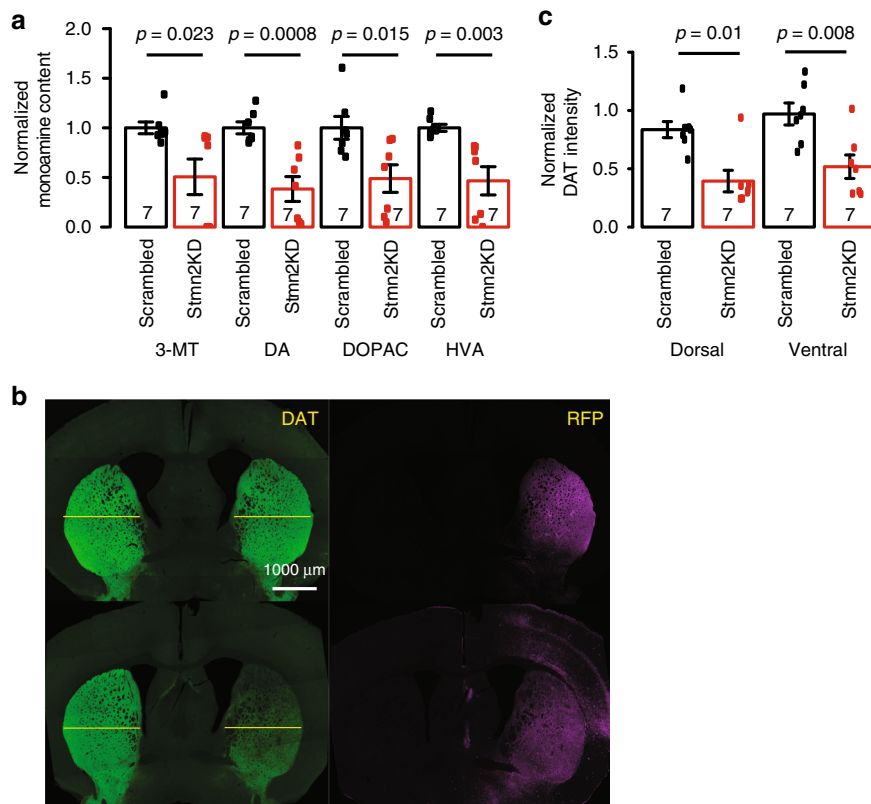 a
p = 0.023 p = 0.0008 p = 0.015 p = 0.003
Normalized
monoamine content
2.0
1.5
1.0
0.5
0.0
7 7 7 7 7 7 7 7
Scrambled Stmn2KD Scrambled Stmn2KD Scrambled Stmn2KD Scrambled Stmn2KD
3-MT DA DOPAC HVA
c
p = 0.01 p = 0.008
Normalized
DAT intensity
1.5
1.0
0.5
0.0
7 7 7 7
Scrambled Stmn2KD Scrambled Stmn2KD
Dorsal Ventral
b
DAT RFP
1000 μm